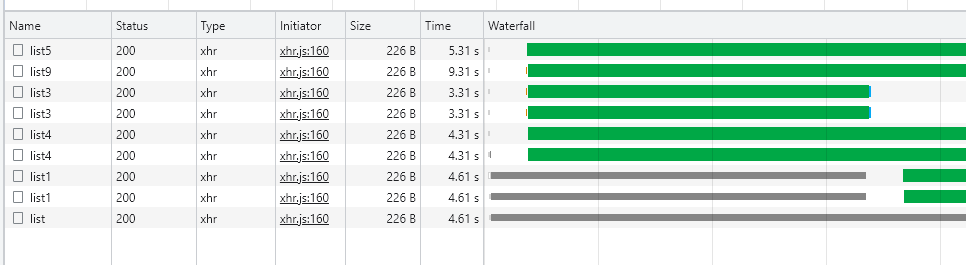 Name Status Type Initiator Size Time Waterfall
list5 200 xhr xhr.js:160 226 B 5.31 s
list9 200 xhr xhr.js:160 226 B 9.31 s
list3 200 xhr xhr.js:160 226 B 3.31 s
list3 200 xhr xhr.js:160 226 B 3.31 s
list4 200 xhr xhr.js:160 226 B 4.31 s
list4 200 xhr xhr.js:160 226 B 4.31 s
list1 200 xhr xhr.js:160 226 B 4.61 s
list1 200 xhr xhr.js:160 226 B 4.61 s
list 200 xhr xhr.js:160 226 B 4.61 s